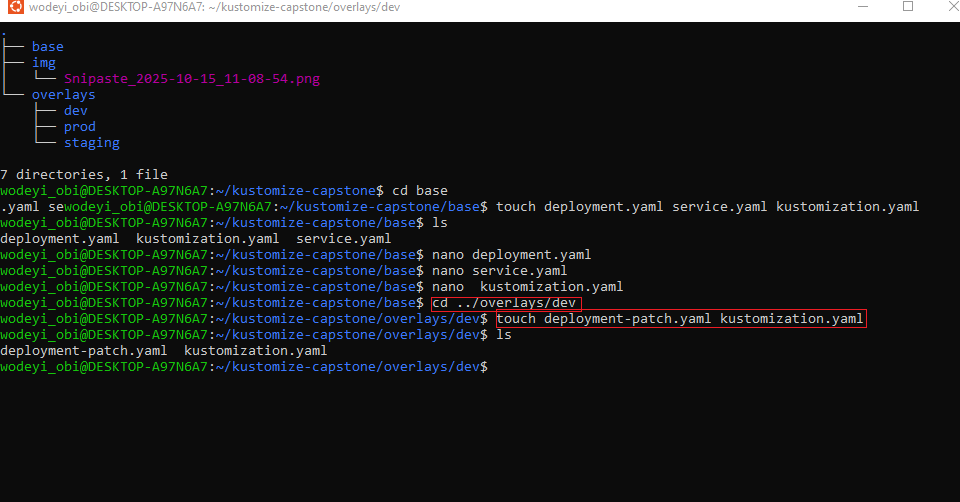 wodeyi_obi@DESKTOP-A97N6A7: ~/kustomize-capstone/overlays/dev
.
├── base
├── img
│   └── Snipaste_2025-10-15_11-08-54.png
└── overlays
    ├── dev
    ├── prod
    └── staging
7 directories, 1 file
wodeyi_obi@DESKTOP-A97N6A7:~/kustomize-capstone$ cd base
.yaml sewodeyi_obi@DESKTOP-A97N6A7:~/kustomize-capstone/base$ touch deployment.yaml service.yaml kustomization.yaml
wodeyi_obi@DESKTOP-A97N6A7:~/kustomize-capstone/base$ ls
deployment.yaml  kustomization.yaml  service.yaml
wodeyi_obi@DESKTOP-A97N6A7:~/kustomize-capstone/base$ nano deployment.yaml
wodeyi_obi@DESKTOP-A97N6A7:~/kustomize-capstone/base$ nano service.yaml
wodeyi_obi@DESKTOP-A97N6A7:~/kustomize-capstone/base$ nano  kustomization.yaml
wodeyi_obi@DESKTOP-A97N6A7:~/kustomize-capstone/base$ cd ../overlays/dev
wodeyi_obi@DESKTOP-A97N6A7:~/kustomize-capstone/overlays/dev$ touch deployment-patch.yaml kustomization.yaml
wodeyi_obi@DESKTOP-A97N6A7:~/kustomize-capstone/overlays/dev$ ls
deployment-patch.yaml  kustomization.yaml
wodeyi_obi@DESKTOP-A97N6A7:~/kustomize-capstone/overlays/dev$